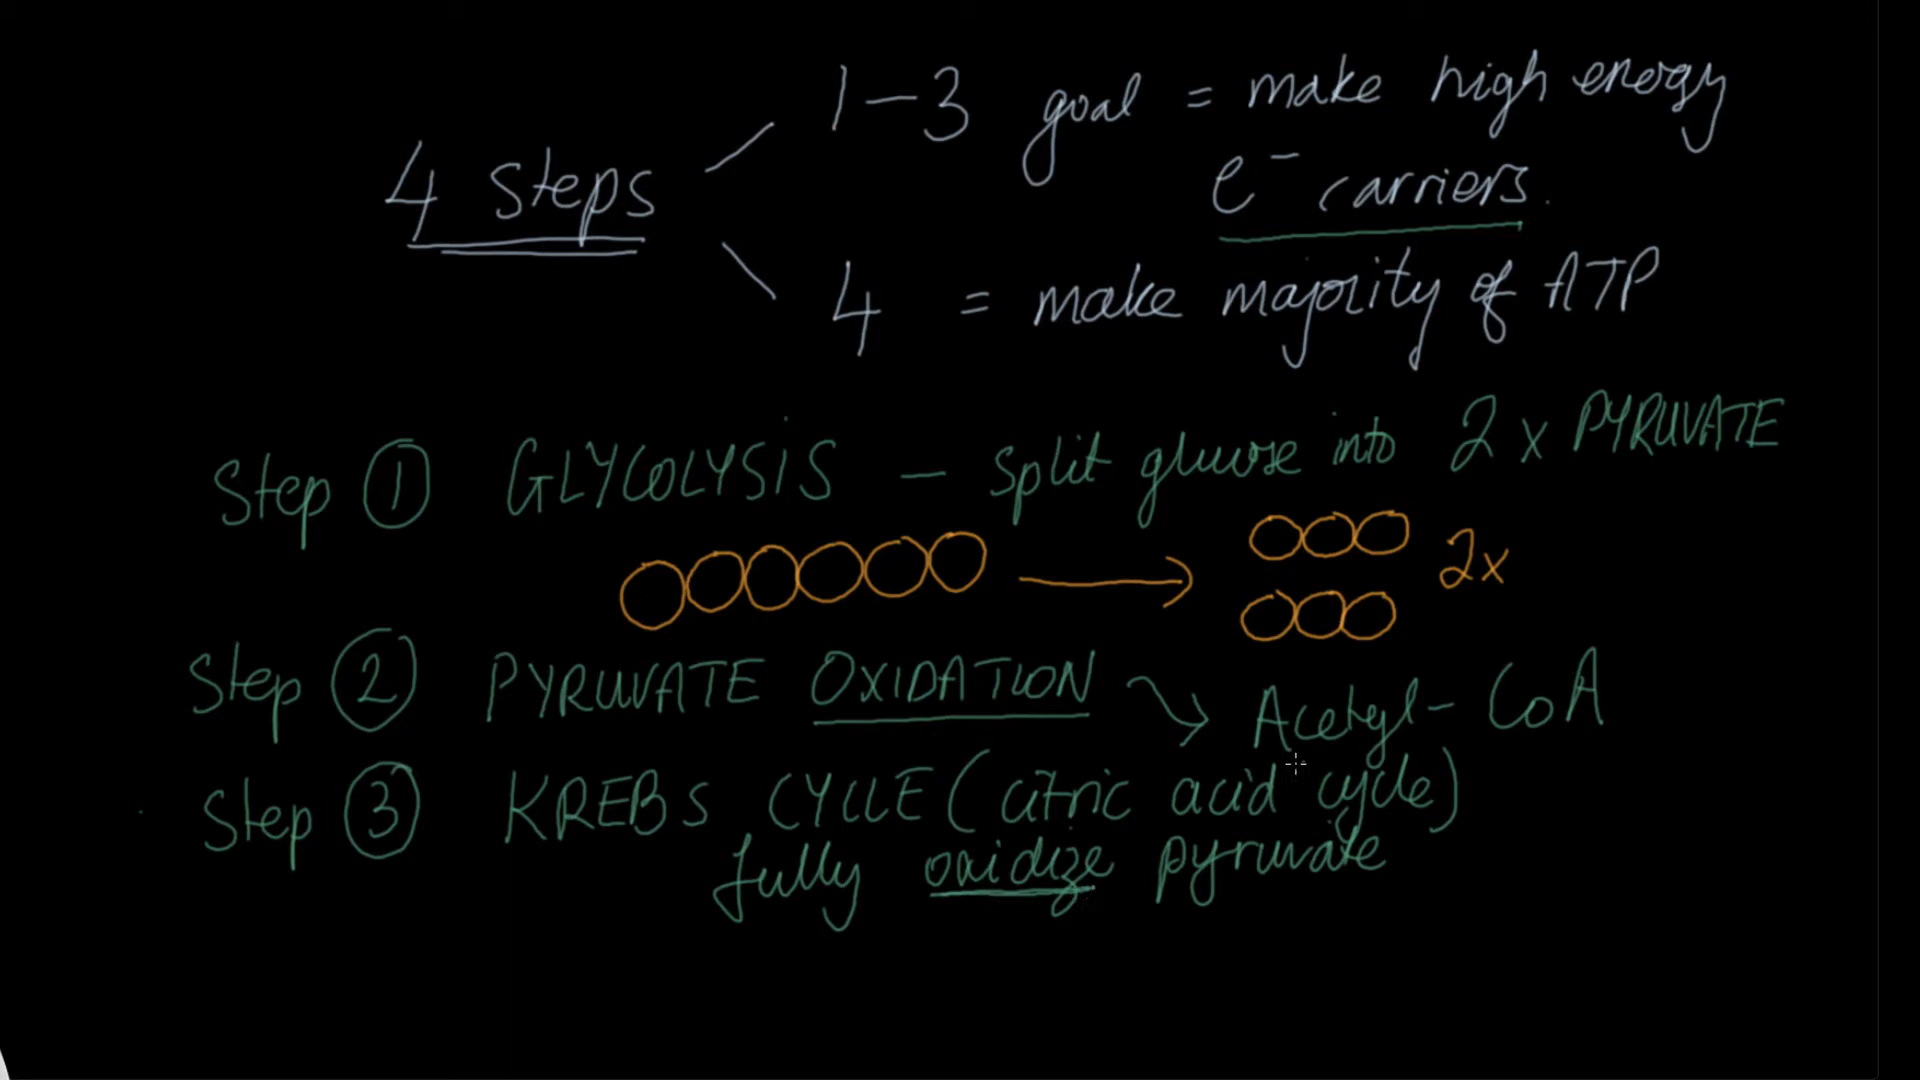 1-3 goal = make high energy
e⁻ carriers.
4 steps
4 = make majority of ATP
Step 1 GLYCOLYSIS - split glucose into 2 x PYRUVATE
2x
Step 2 PYRUVATE OXIDATION → Acetyl-CoA
Step 3 KREBS CYCLE (citric acid cycle)
fully oxidize pyruvate